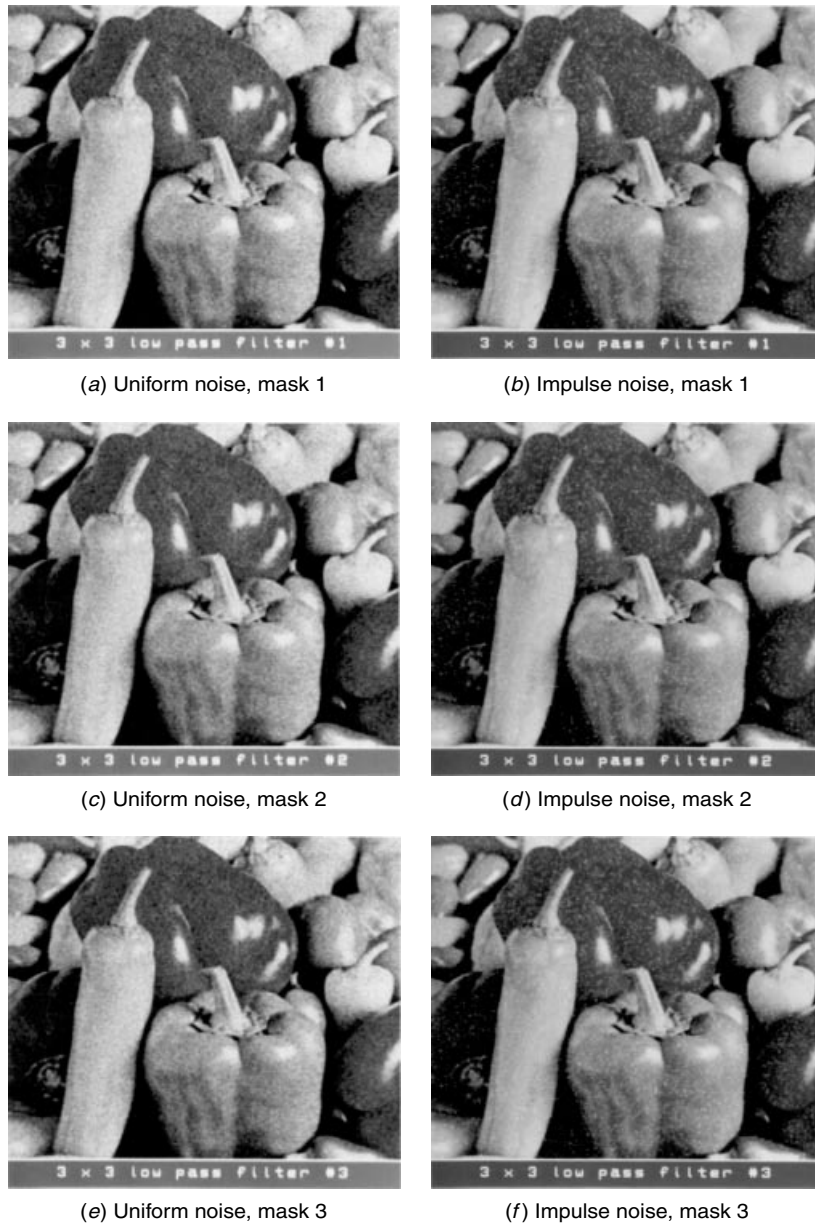 3 x 3 low pass filter #1
3 x 3 low pass filter #1
(a) Uniform noise, mask 1
(b) Impulse noise, mask 1
3 x 3 low pass filter #2
3 x 3 low pass filter #2
(c) Uniform noise, mask 2
(d) Impulse noise, mask 2
3 x 3 low pass filter #3
3 x 3 low pass filter #3
(e) Uniform noise, mask 3
(f) Impulse noise, mask 3